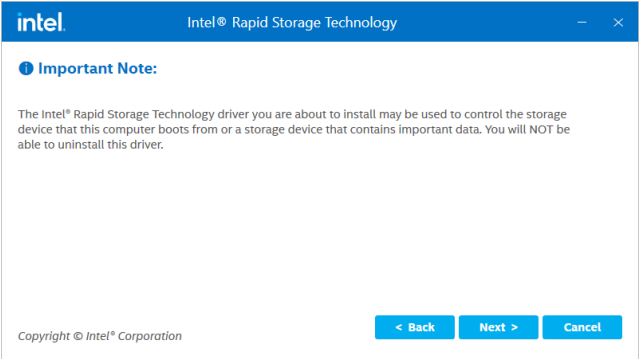 intel.
Intel® Rapid Storage Technology
Important Note:
The Intel® Rapid Storage Technology driver you are about to install may be used to control the storage
device that this computer boots from or a storage device that contains important data. You will NOT be
able to uninstall this driver.
< Back
Next >
Cancel
Copyright © Intel® Corporation